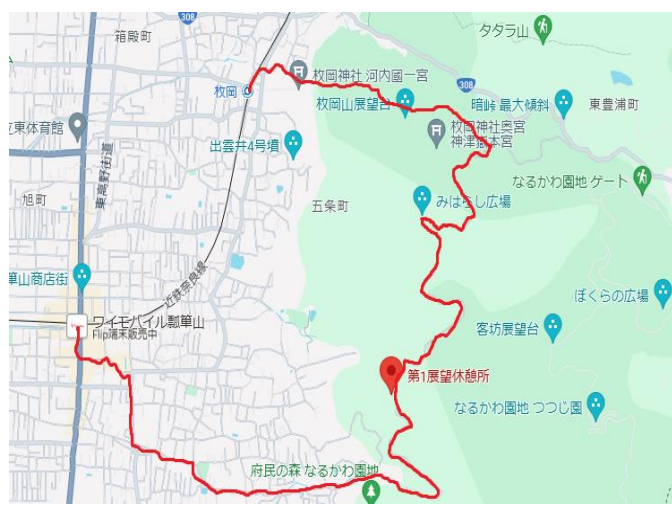 308
箱殿町
タタラ山
枚岡神社 河内國一宮
枚岡
308
枚岡山展望台
暗峠 最大傾斜
東豊浦町
立東体育館
枚岡神社奥宮
神津嶽本宮
出雲井4号墳
東高野街道
なるかわ園地 ゲート
旭町
五条町
みはらし広場
近鉄奈良線
箪山商店街
ぼくらの広場
ワイモバイル瓢箪山
Flip端末販売中
客坊展望台
第1展望休憩所
なるかわ園地 つつじ園
府民の森 なるかわ園地